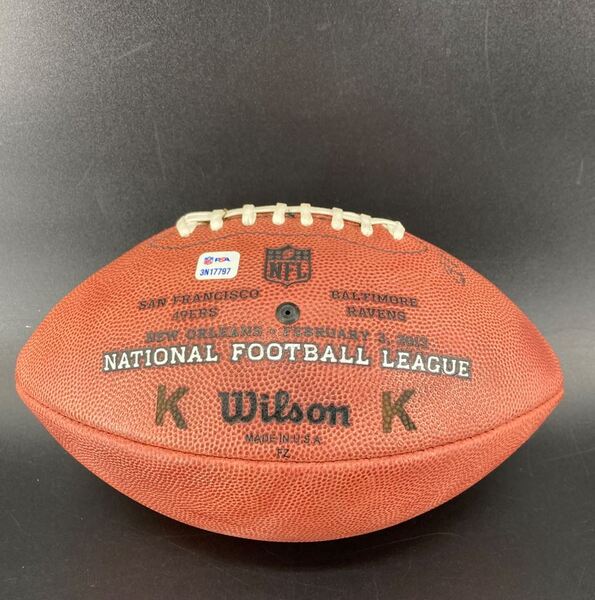 PSA
3N17797
NFL
SAN FRANCISCO BALTIMORE
49ERS RAVENS
NEW ORLEANS • FEBRUARY 3, 2013
NATIONAL FOOTBALL LEAGUE
K Wilson K
MADE IN U.S.A.
FZ